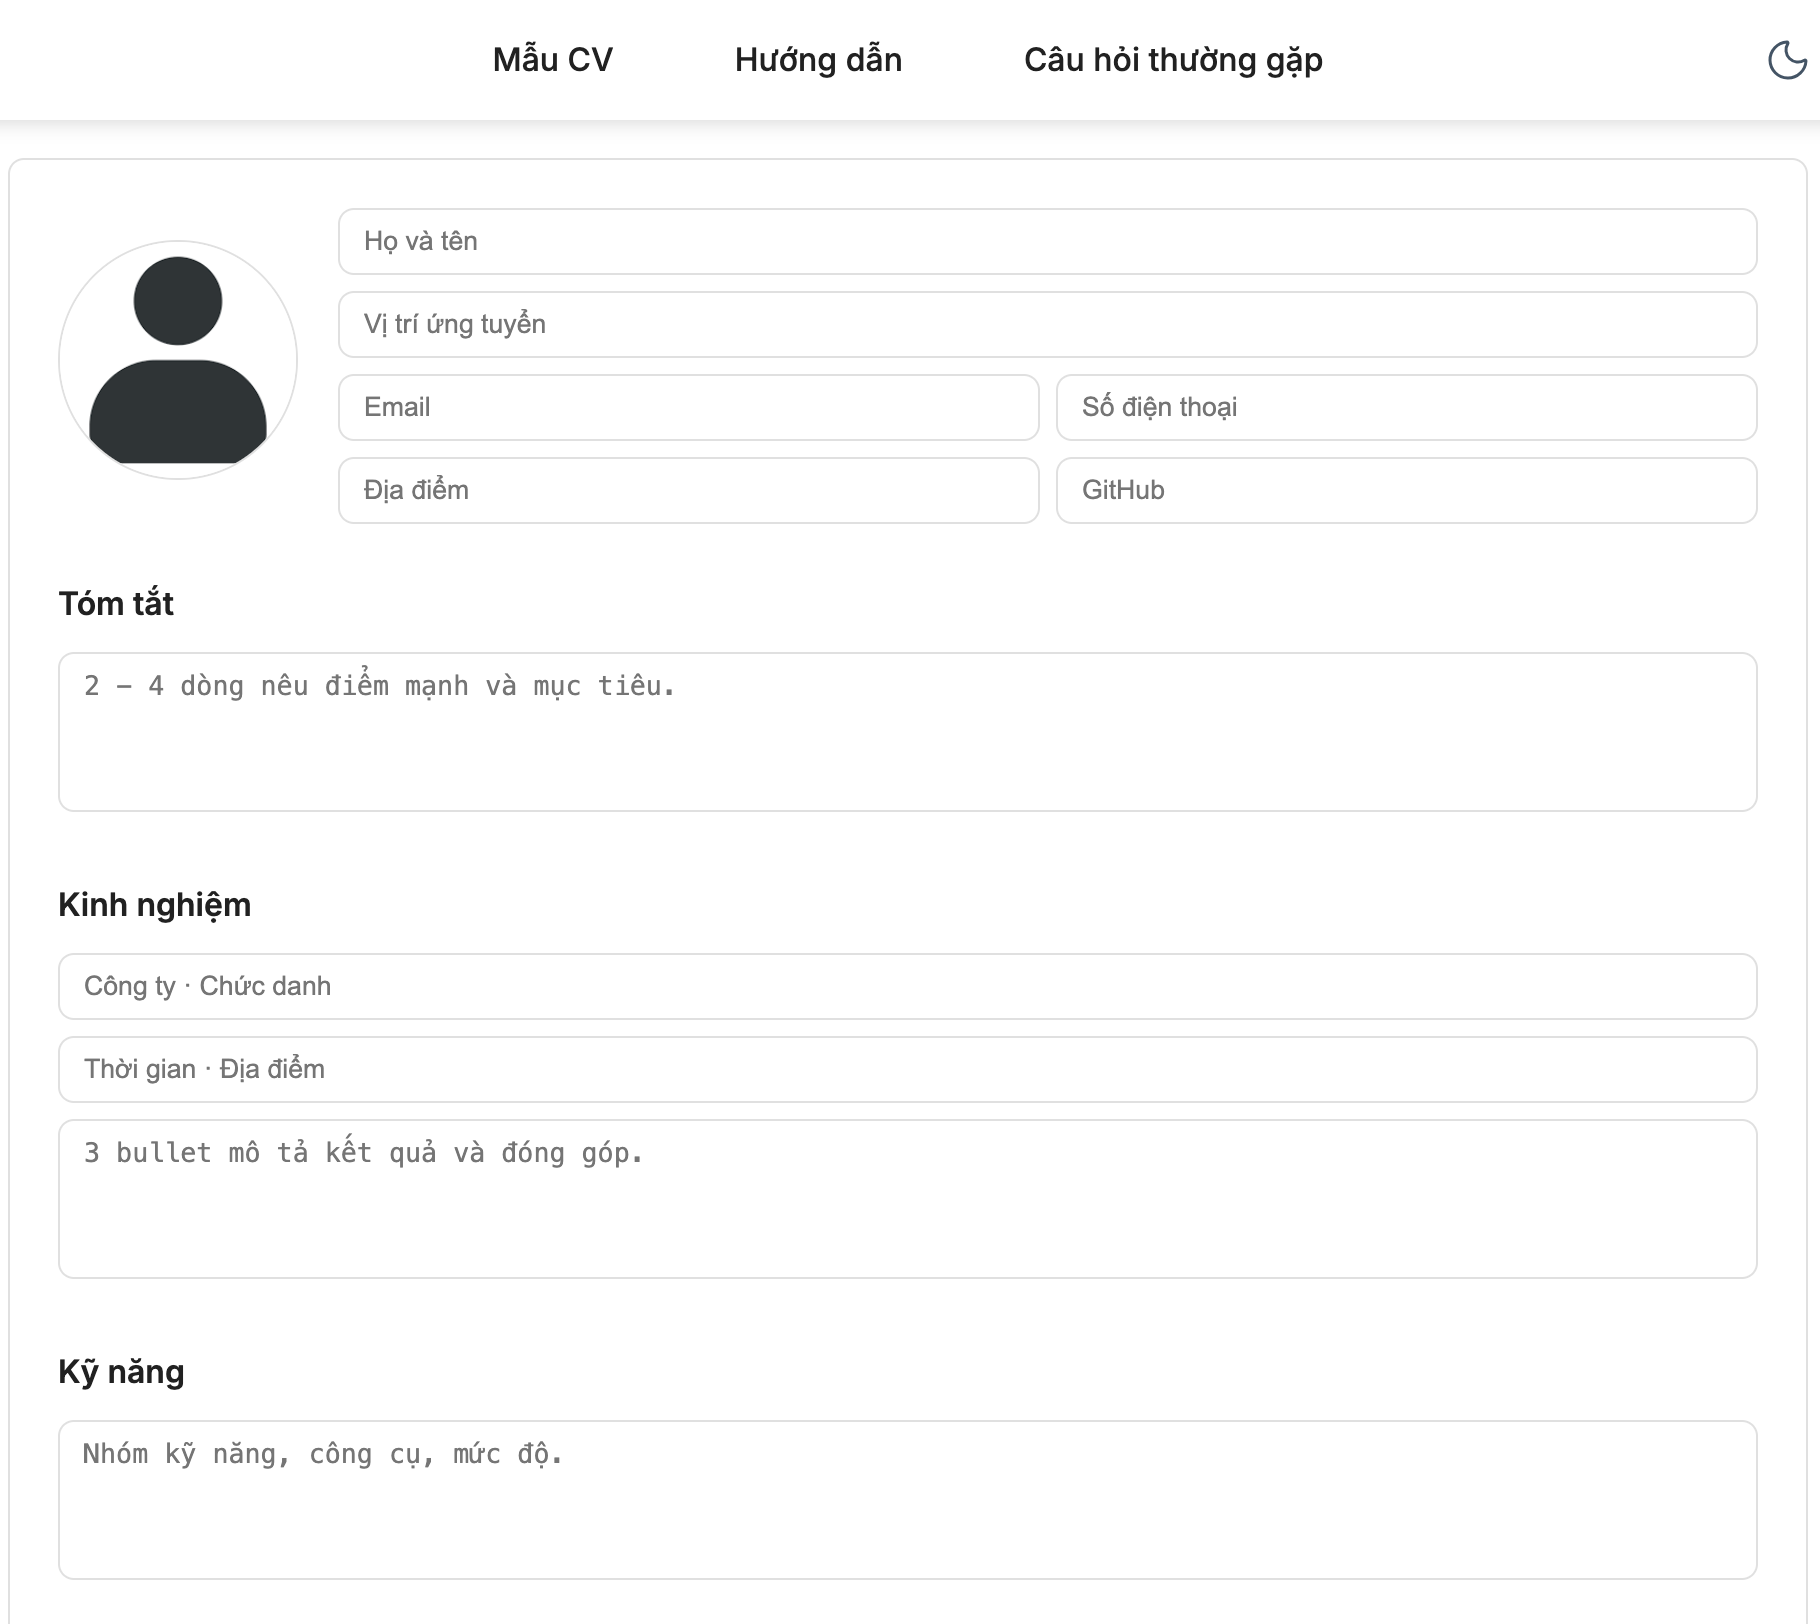 Mẫu CV
Hướng dẫn
Câu hỏi thường gặp
Họ và tên
Vị trí ứng tuyển
Email
Số điện thoại
Địa điểm
GitHub
Tóm tắt
2 – 4 dòng nêu điểm mạnh và mục tiêu.
Kinh nghiệm
Công ty · Chức danh
Thời gian · Địa điểm
3 bullet mô tả kết quả và đóng góp.
Kỹ năng
Nhóm kỹ năng, công cụ, mức độ.